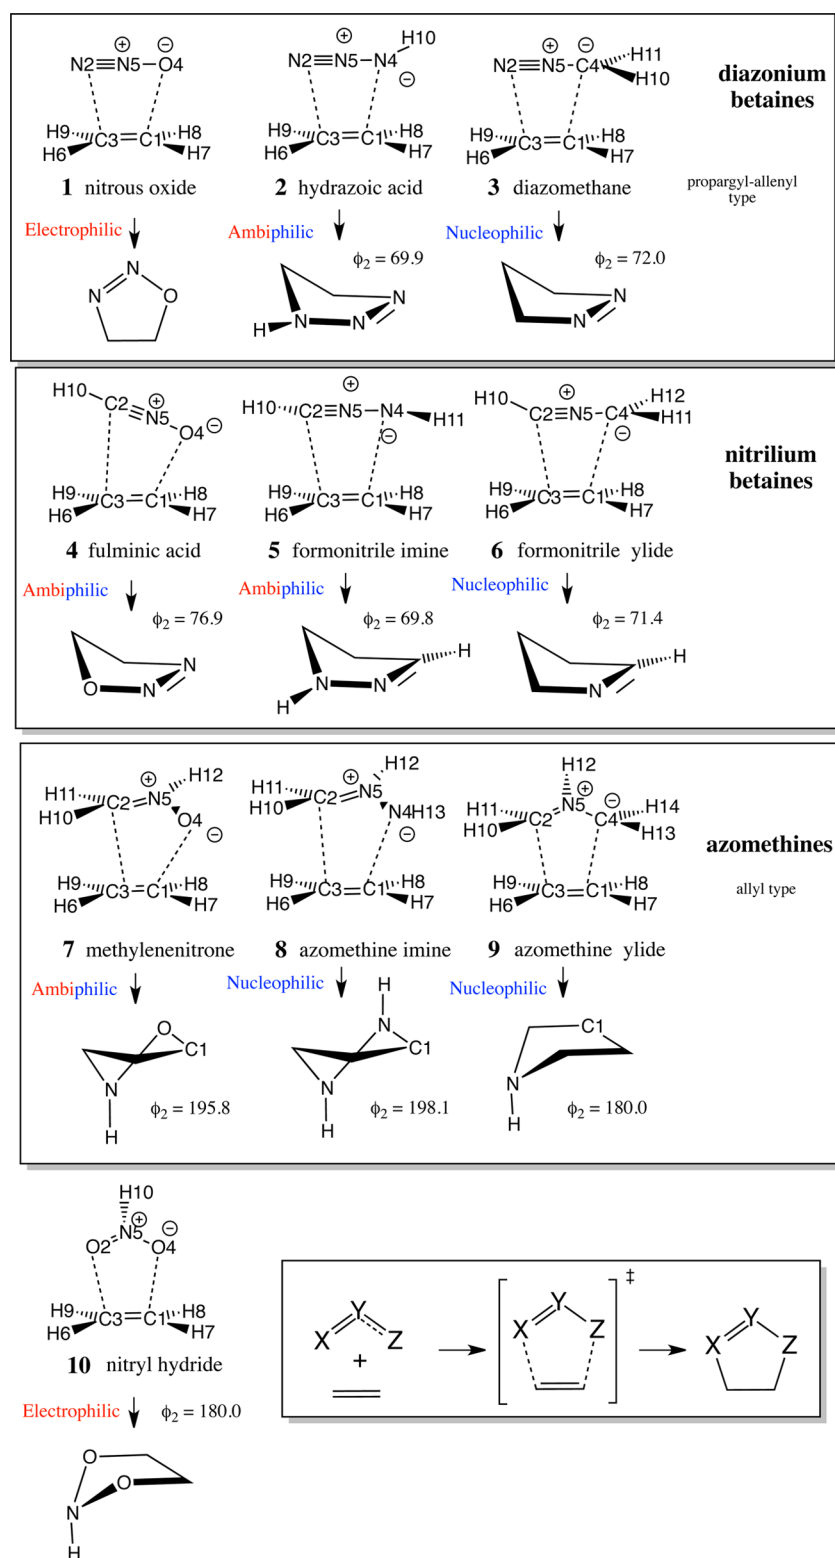 N2≡N5–O4 ⊕ ⊖
H9 H6 C3=C1 H8 H7
1 nitrous oxide
N2≡N5–N4 H10 ⊕ ⊖
H9 H6 C3=C1 H8 H7
2 hydrazoic acid
N2≡N5–C4 H11 H10 ⊕ ⊖
H9 H6 C3=C1 H8 H7
3 diazomethane
diazonium
betaines
propargyl-allenyl
type
Electrophilic
Ambiphilic
Nucleophilic
N N O
ϕ2 = 69.9
H N N N
ϕ2 = 72.0
N N
H10 C2≡N5 O4 ⊕ ⊖
H9 H6 C3=C1 H8 H7
4 fulminic acid
H10 C2≡N5–N4 H11 ⊕ ⊖
H9 H6 C3=C1 H8 H7
5 formonitrile imine
H10 C2≡N5–C4 H12 H11 ⊕ ⊖
H9 H6 C3=C1 H8 H7
6 formonitrile ylide
nitrilium
betaines
Ambiphilic
Ambiphilic
Nucleophilic
ϕ2 = 76.9
O N N
ϕ2 = 69.8
H N N H
ϕ2 = 71.4
N H
H11 H10 C2=N5 H12 O4 ⊕ ⊖
H9 H6 C3=C1 H8 H7
7 methylenenitrone
H11 H10 C2=N5 H12 N4H13 ⊕ ⊖
H9 H6 C3=C1 H8 H7
8 azomethine imine
H12 H11 H10 C2 N5 C4 H14 H13 ⊕ ⊖
H9 H6 C3=C1 H8 H7
9 azomethine ylide
azomethines
allyl type
Ambiphilic
Nucleophilic
Nucleophilic
O C1 N H
ϕ2 = 195.8
H N C1 N H
ϕ2 = 198.1
C1 N H
ϕ2 = 180.0
H10
O2 N5 O4 ⊕ ⊖
H9 H6 C3=C1 H8 H7
10 nitryl hydride
Electrophilic
ϕ2 = 180.0
O O N H
X Y Z
+
X Y Z ‡
X Y Z